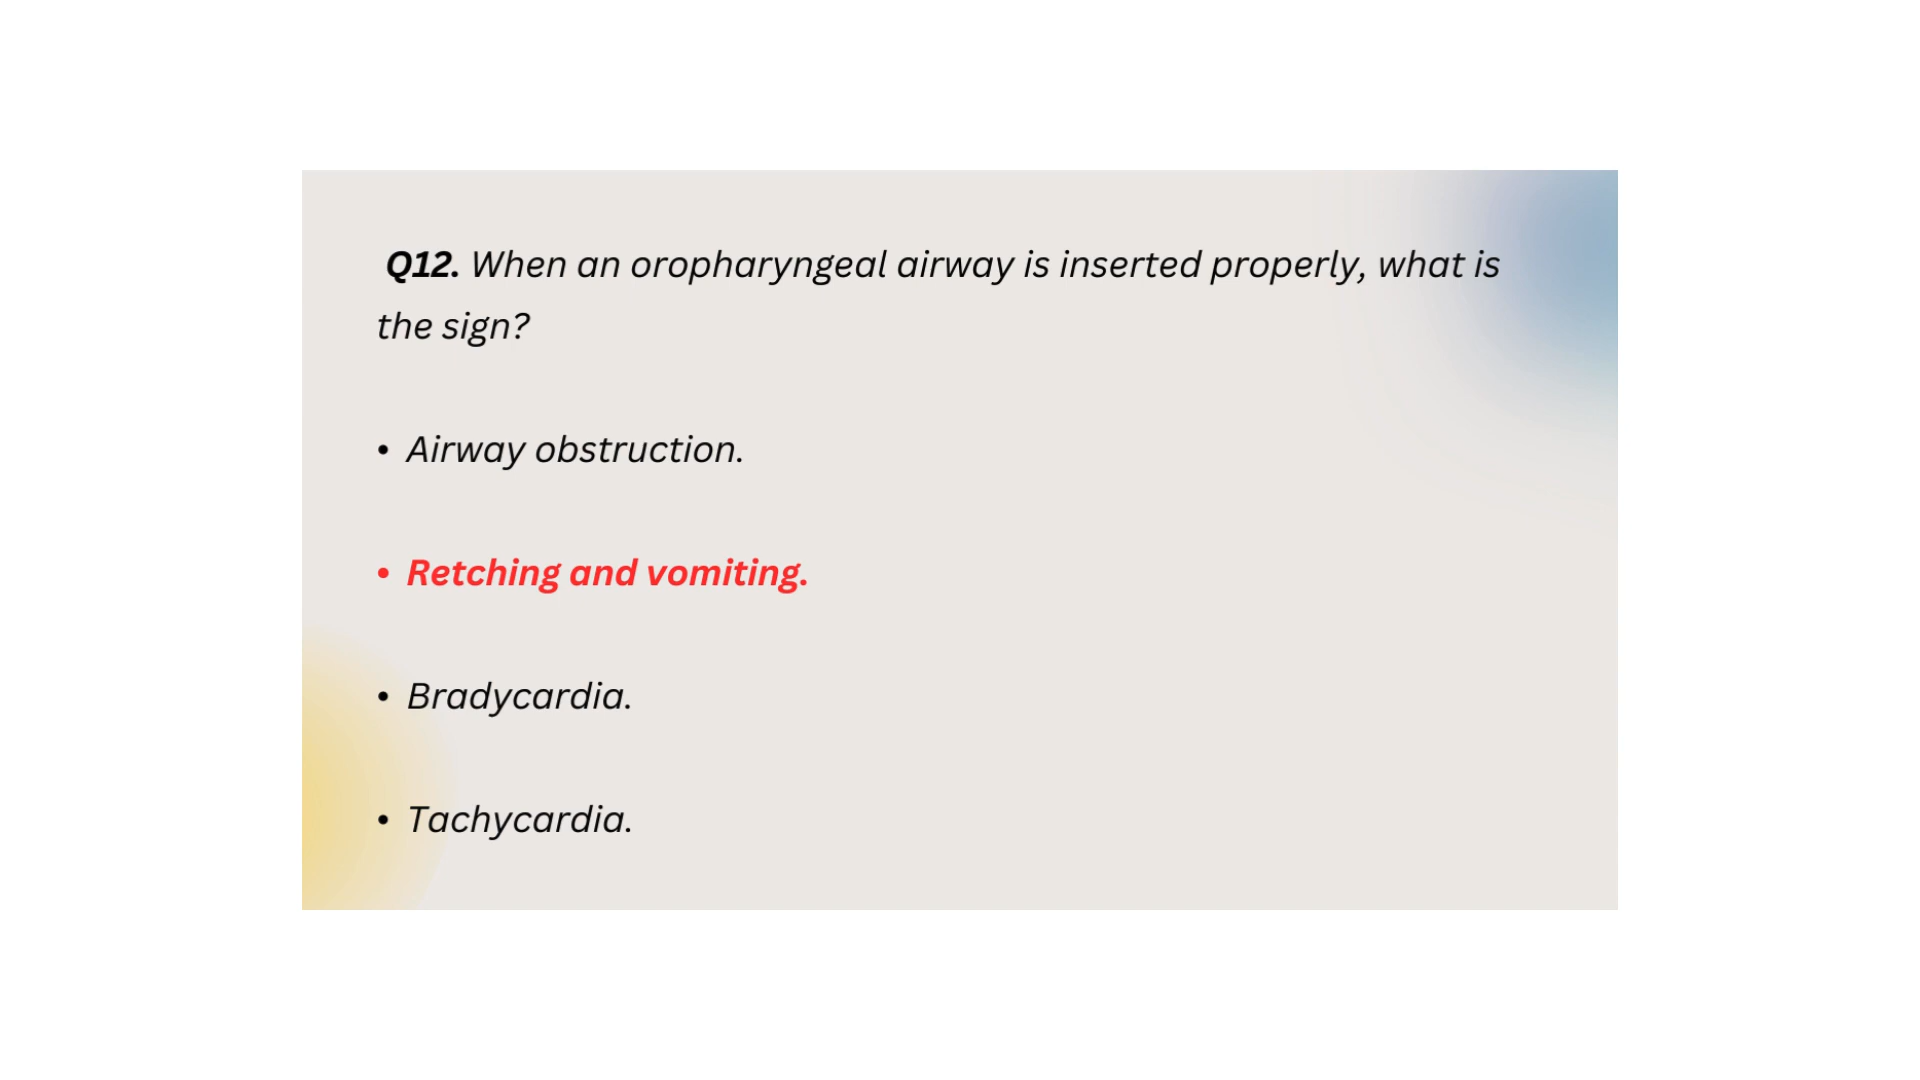 Q12. When an oropharyngeal airway is inserted properly, what is
the sign?
• Airway obstruction.
• Retching and vomiting.
• Bradycardia.
• Tachycardia.